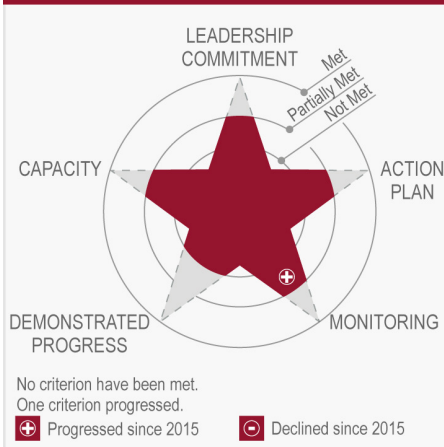 LEADERSHIP
COMMITMENT
Met
Partially Met
Not Met
CAPACITY
ACTION
PLAN
DEMONSTRATED
PROGRESS
MONITORING
No criterion have been met.
One criterion progressed.
Progressed since 2015
Declined since 2015